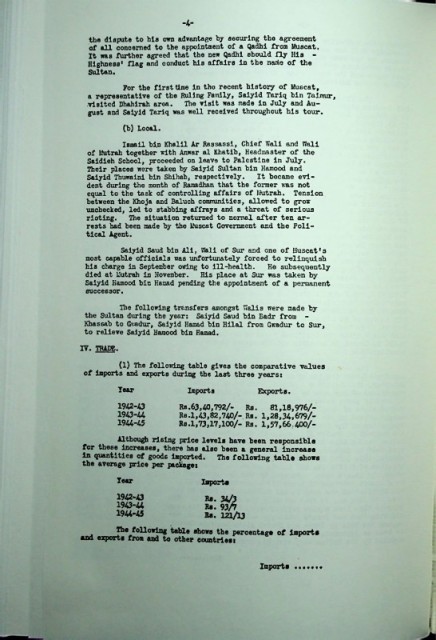 -4-
the dispute to his own advantage by securing the agreement
of all concerned to the appointment of a Qadhi from Muscat.
It was further agreed that the new Qadhi should fly His -
Highness' flag and conduct his affairs in the name of the
Sultan.
For the first time in the recent history of Muscat,
a representative of the Ruling Family, Saiyid Tariq bin Taimur,
visited Dhahirah area. The visit was made in July and Au-
gust and Saiyid Tariq was well received throughout his tour.
(b) Local.
Ismail bin Khalil Ar Rassassi, Chief Wali and Wali
of Mutrah together with Anwar al Khatib, Headmaster of the
Saidieh School, proceeded on leave to Palestine in July.
Their places were taken by Saiyid Sultan bin Hamood and
Saiyid Thuwaini bin Shihab, respectively. It became evi-
dent during the month of Ramadhan that the former was not
equal to the task of controlling affairs of Mutrah. Tension
between the Khoja and Baluch communities, allowed to grow
unchecked, led to stabbing affrays and a threat of serious
rioting. The situation returned to normal after ten ar-
rests had been made by the Muscat Government and the Poli-
tical Agent.
Saiyid Saud bin Ali, Wali of Sur and one of Muscat's
most capable officials was unfortunately forced to relinquish
his charge in September owing to ill-health. He subsequently
died at Mutrah in November. His place at Sur was taken by
Saiyid Hamood bin Hamad pending the appointment of a permanent
successor.
The following transfers amongst Walis were made by
the Sultan during the year: Saiyid Saud bin Badr from -
Khassab to Gwadur, Saiyid Hamad bin Hilal from Gwadur to Sur,
to relieve Saiyid Hamood bin Hamad.
IV. TRADE.
(1) The following table gives the comparative values
of imports and exports during the last three years:
Year Imports Exports.
1942-43 Rs.63,40,792/- Rs. 81,18,976/-
1943-44 Rs.1,43,82,740/- Rs. 1,28,34,679/-
1944-45 Rs.1,73,17,100/- Rs. 1,57,66,400/-
Although rising price levels have been responsible
for these increases, there has also been a general increase
in quantities of goods imported. The following table shows
the average price per package:
Year Imports
1942-43 Rs. 34/3
1943-44 Rs. 93/7
1944-45 Rs. 121/13
The following table shows the percentage of imports
and exports from and to other countries:
Imports .......